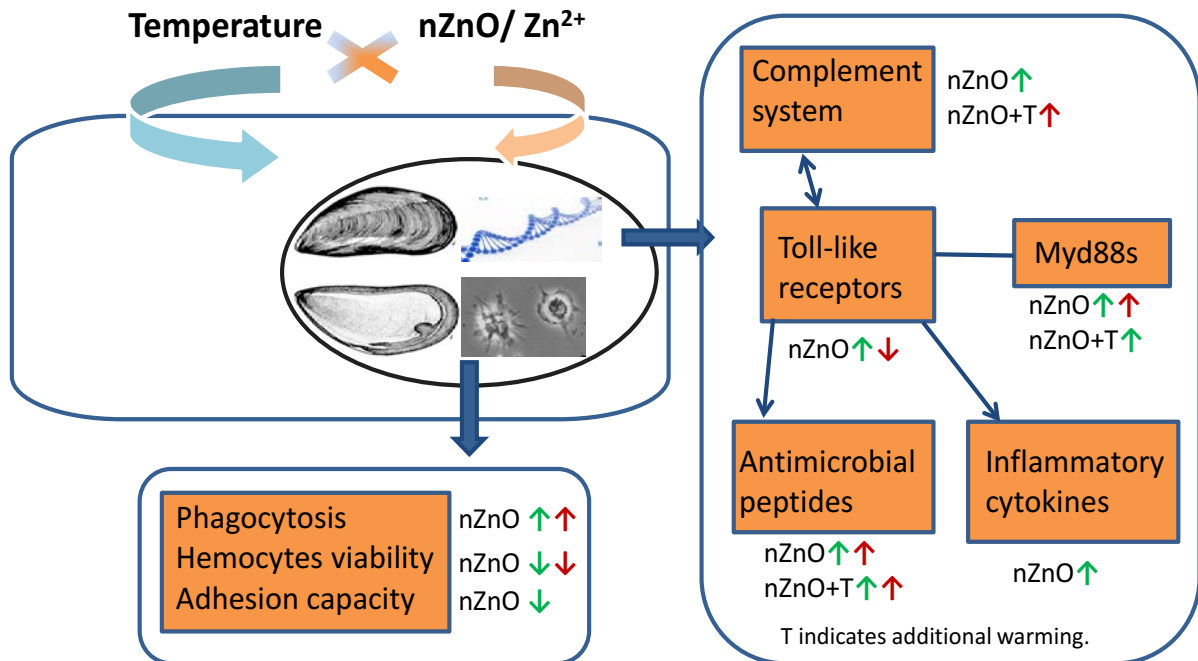 Temperature nZnO/ Zn²⁺
Complement
system
nZnO↑
nZnO+T↑
Toll-like
receptors
nZnO↑↓
Myd88s
nZnO↑↑
nZnO+T↑
Antimicrobial
peptides
nZnO↑↑
nZnO+T↑↑
Inflammatory
cytokines
nZnO↑
T indicates additional warming.
Phagocytosis nZnO ↑↑
Hemocytes viability nZnO ↓↓
Adhesion capacity nZnO ↓